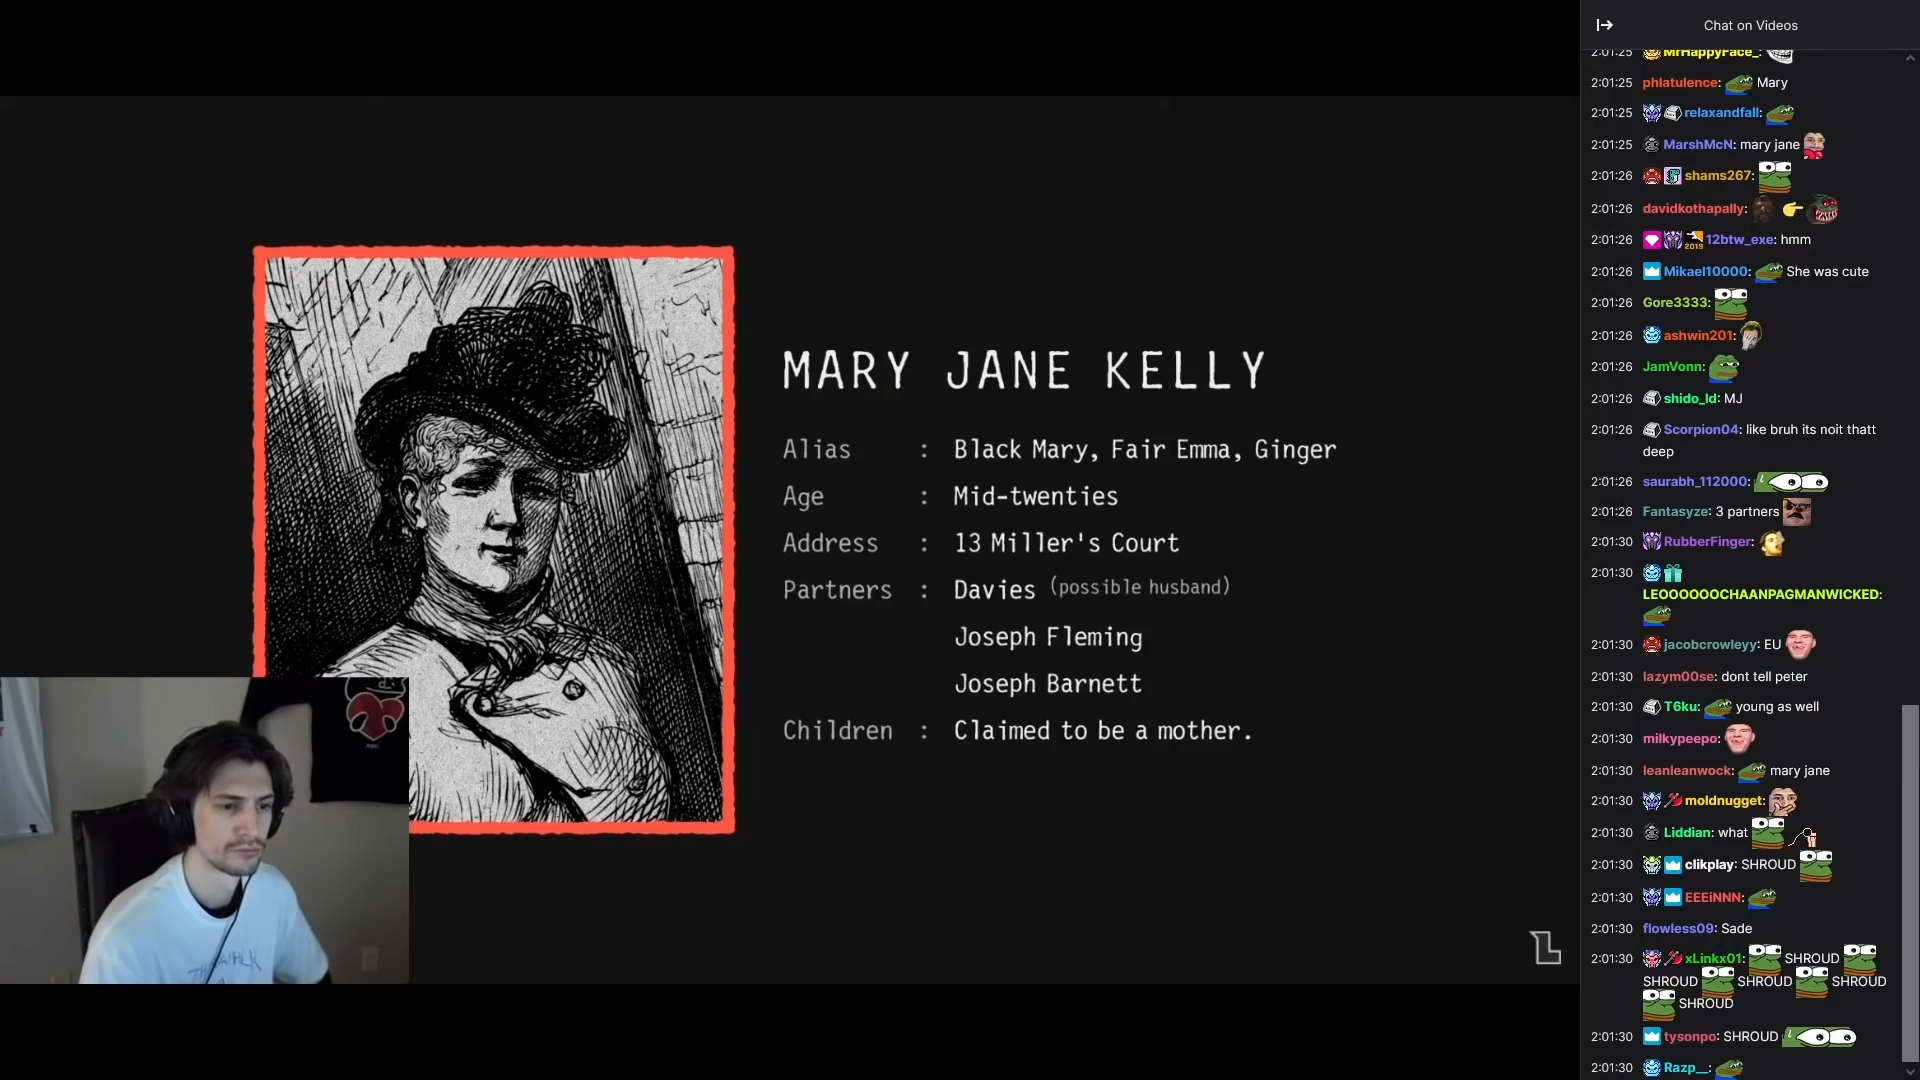 MARY JANE KELLY
Alias : Black Mary, Fair Emma, Ginger
Age : Mid-twenties
Address : 13 Miller's Court
Partners : Davies (possible husband)
Joseph Fleming
Joseph Barnett
Children : Claimed to be a mother.
Chat on Videos
2:01:25 MrHappyFace_:
2:01:25 phlatulence: Mary
2:01:25 relaxandfall:
2:01:25 MarshMcN: mary jane
2:01:26 shams267:
2:01:26 davidkothapally:
2:01:26 2019 12btw_exe: hmm
2:01:26 Mikael10000: She was cute
2:01:26 Gore3333:
2:01:26 ashwin201:
2:01:26 JamVonn:
2:01:26 shido_ld: MJ
2:01:26 Scorpion04: like bruh its noit thatt
deep
2:01:26 saurabh_112000:
2:01:26 Fantasyze: 3 partners
2:01:30 RubberFinger:
2:01:30
LEOOOOOOCHAANPAGMANWICKED:
2:01:30 jacobcrowleyy: EU
2:01:30 lazym00se: dont tell peter
2:01:30 T6ku: young as well
2:01:30 milkypeepo:
2:01:30 leanleanwock: mary jane
2:01:30 moldnugget:
2:01:30 Liddian: what
2:01:30 clikplay: SHROUD
2:01:30 EEEiNNN:
2:01:30 flowless09: Sade
2:01:30 xLinkx01: SHROUD
SHROUD SHROUD SHROUD
SHROUD
2:01:30 tysonpo: SHROUD
2:01:30 Razp__: